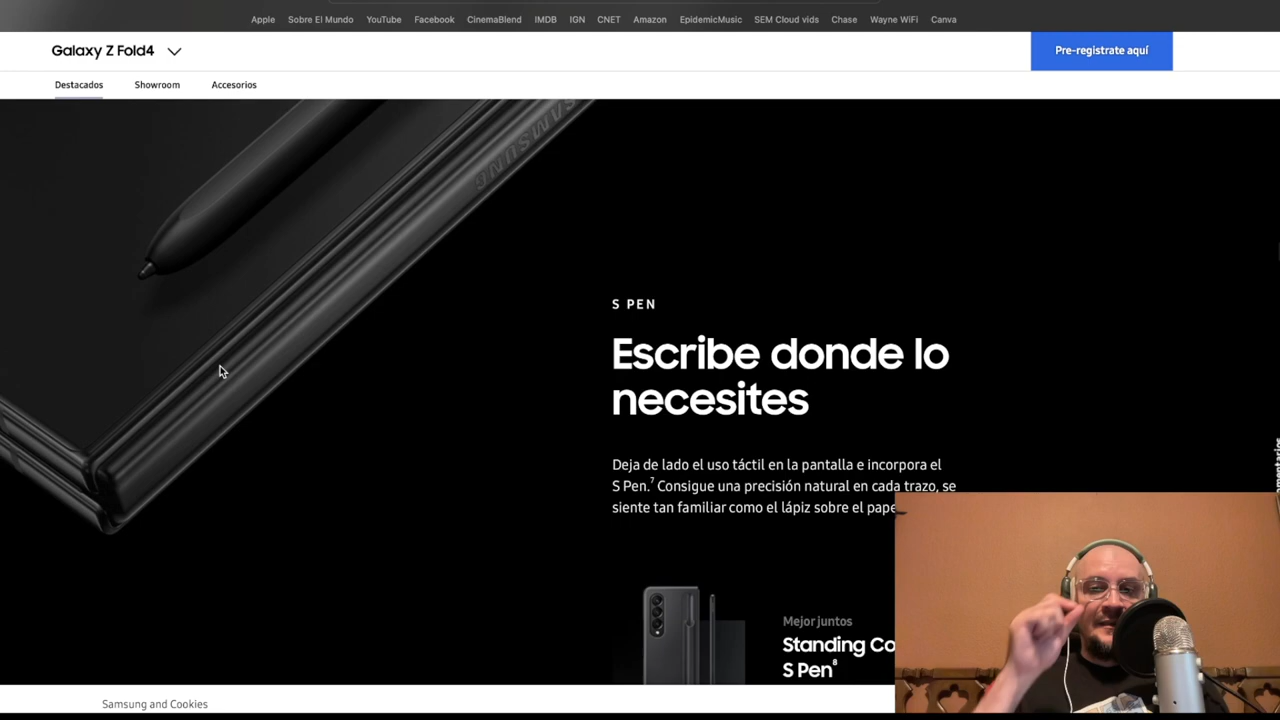 Apple Sobre El Mundo YouTube Facebook CinemaBlend IMDB IGN CNET Amazon EpidemicMusic SEM Cloud vids Chase Wayne WiFi Canva
Galaxy Z Fold4
Pre-registrate aquí
Destacados Showroom Accesorios
SAMSUNG
S PEN
Escribe donde lo
necesites
Deja de lado el uso táctil en la pantalla e incorpora el
S Pen.⁷ Consigue una precisión natural en cada trazo, se
siente tan familiar como el lápiz sobre el pape
Mejor juntos
Standing Co
S Pen⁸
Samsung and Cookies